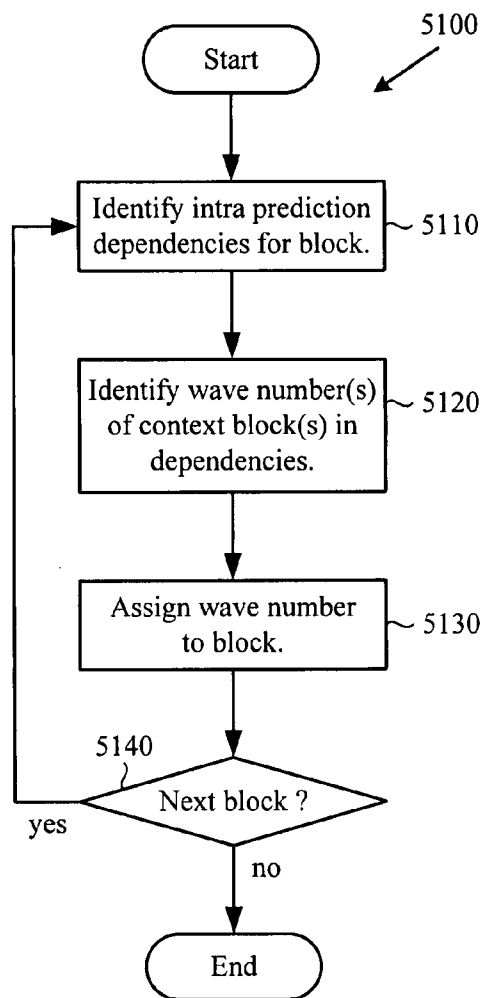 5100
Start
Identify intra prediction
dependencies for block.
5110
Identify wave number(s)
of context block(s) in
dependencies.
5120
Assign wave number
to block.
5130
5140
Next block ?
yes
no
End